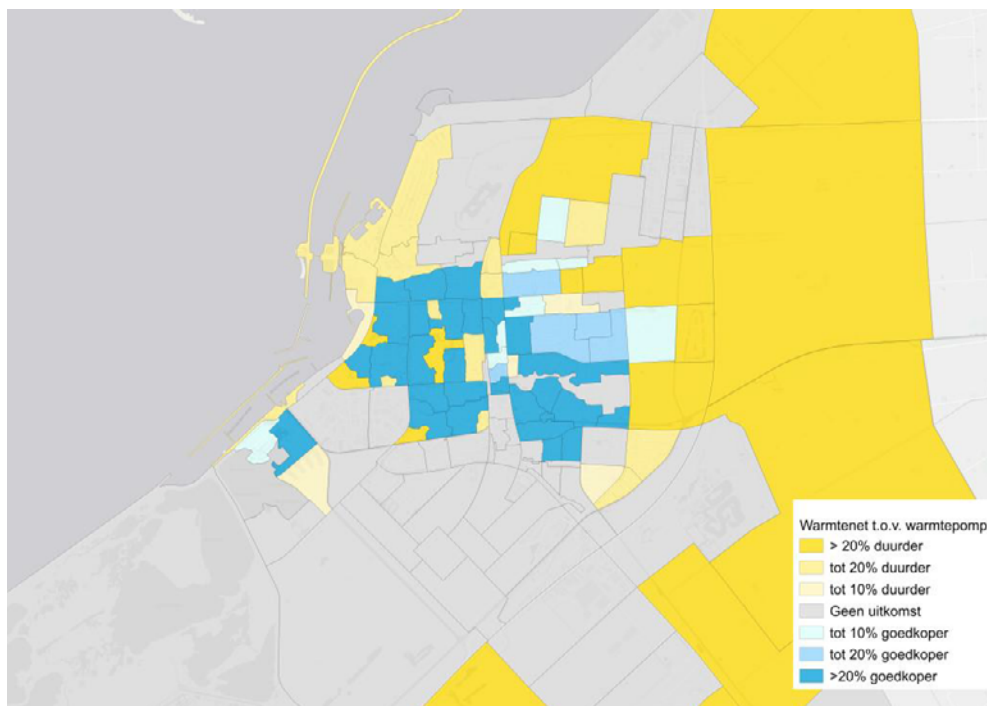 Warmtenet t.o.v. warmtepomp
> 20% duurder
tot 20% duurder
tot 10% duurder
Geen uitkomst
tot 10% goedkoper
tot 20% goedkoper
>20% goedkoper